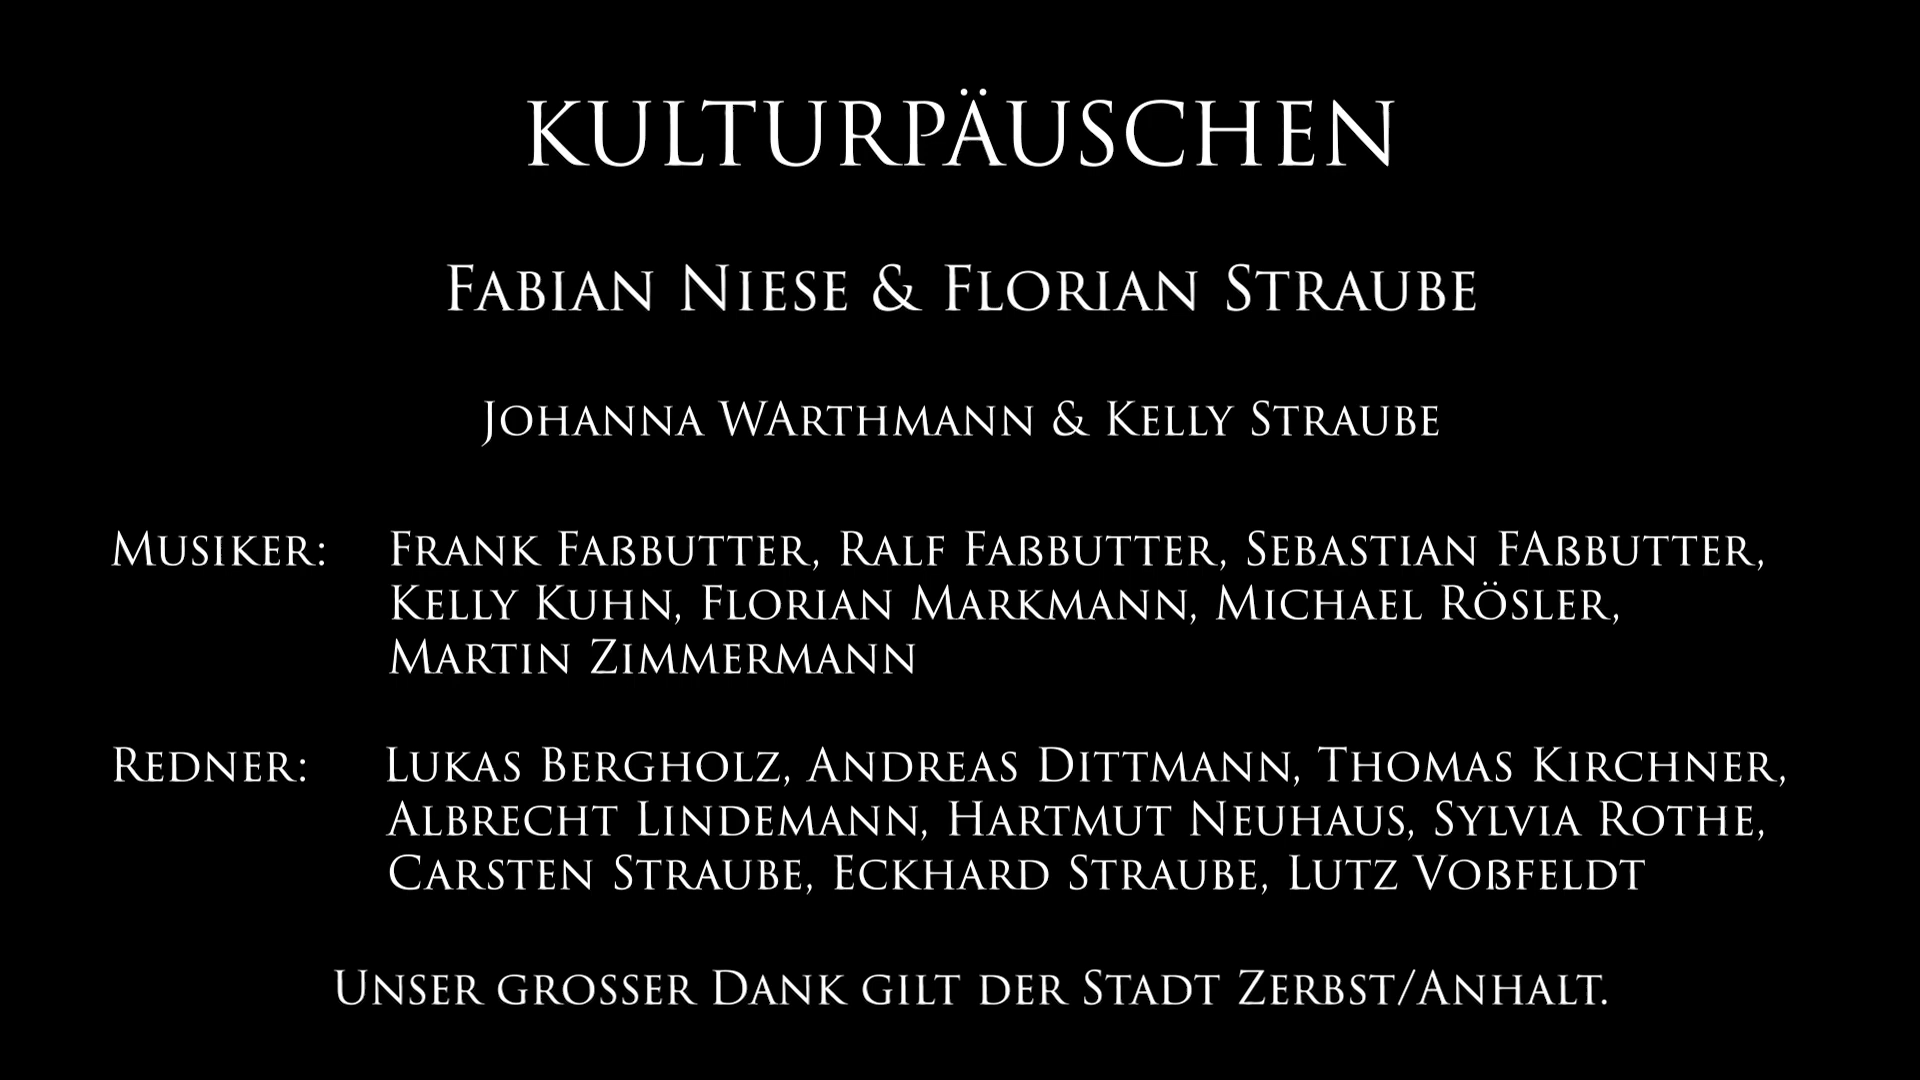 KULTURPÄUSCHEN
FABIAN NIESE & FLORIAN STRAUBE
JOHANNA WARTHMANN & KELLY STRAUBE
MUSIKER: FRANK FAßBUTTER, RALF FAßBUTTER, SEBASTIAN FAßBUTTER,
KELLY KUHN, FLORIAN MARKMANN, MICHAEL RÖSLER,
MARTIN ZIMMERMANN
REDNER: LUKAS BERGHOLZ, ANDREAS DITTMANN, THOMAS KIRCHNER,
ALBRECHT LINDEMANN, HARTMUT NEUHAUS, SYLVIA ROTHE,
CARSTEN STRAUBE, ECKHARD STRAUBE, LUTZ VOßFELDT
UNSER GROSSER DANK GILT DER STADT ZERBST/ANHALT.